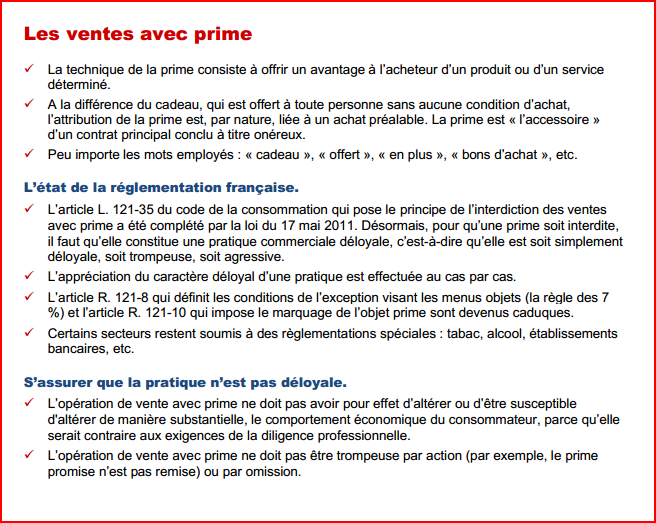 Les ventes avec prime
✓ La technique de la prime consiste à offrir un avantage à l’acheteur d’un produit ou d’un service
déterminé.
✓ A la différence du cadeau, qui est offert à toute personne sans aucune condition d’achat,
l’attribution de la prime est, par nature, liée à un achat préalable. La prime est « l’accessoire »
d’un contrat principal conclu à titre onéreux.
✓ Peu importe les mots employés : « cadeau », « offert », « en plus », « bons d’achat », etc.
L’état de la réglementation française.
✓ L’article L. 121-35 du code de la consommation qui pose le principe de l’interdiction des ventes
avec prime a été complété par la loi du 17 mai 2011. Désormais, pour qu’une prime soit interdite,
il faut qu’elle constitue une pratique commerciale déloyale, c’est-à-dire qu’elle est soit simplement
déloyale, soit trompeuse, soit agressive.
✓ L’appréciation du caractère déloyal d’une pratique est effectuée au cas par cas.
✓ L’article R. 121-8 qui définit les conditions de l’exception visant les menus objets (la règle des 7
%) et l’article R. 121-10 qui impose le marquage de l’objet prime sont devenus caduques.
✓ Certains secteurs restent soumis à des règlementations spéciales : tabac, alcool, établissements
bancaires, etc.
S’assurer que la pratique n’est pas déloyale.
✓ L’opération de vente avec prime ne doit pas avoir pour effet d’altérer ou d’être susceptible
d’altérer de manière substantielle, le comportement économique du consommateur, parce qu’elle
serait contraire aux exigences de la diligence professionnelle.
✓ L’opération de vente avec prime ne doit pas être trompeuse par action (par exemple, le prime
promise n’est pas remise) ou par omission.